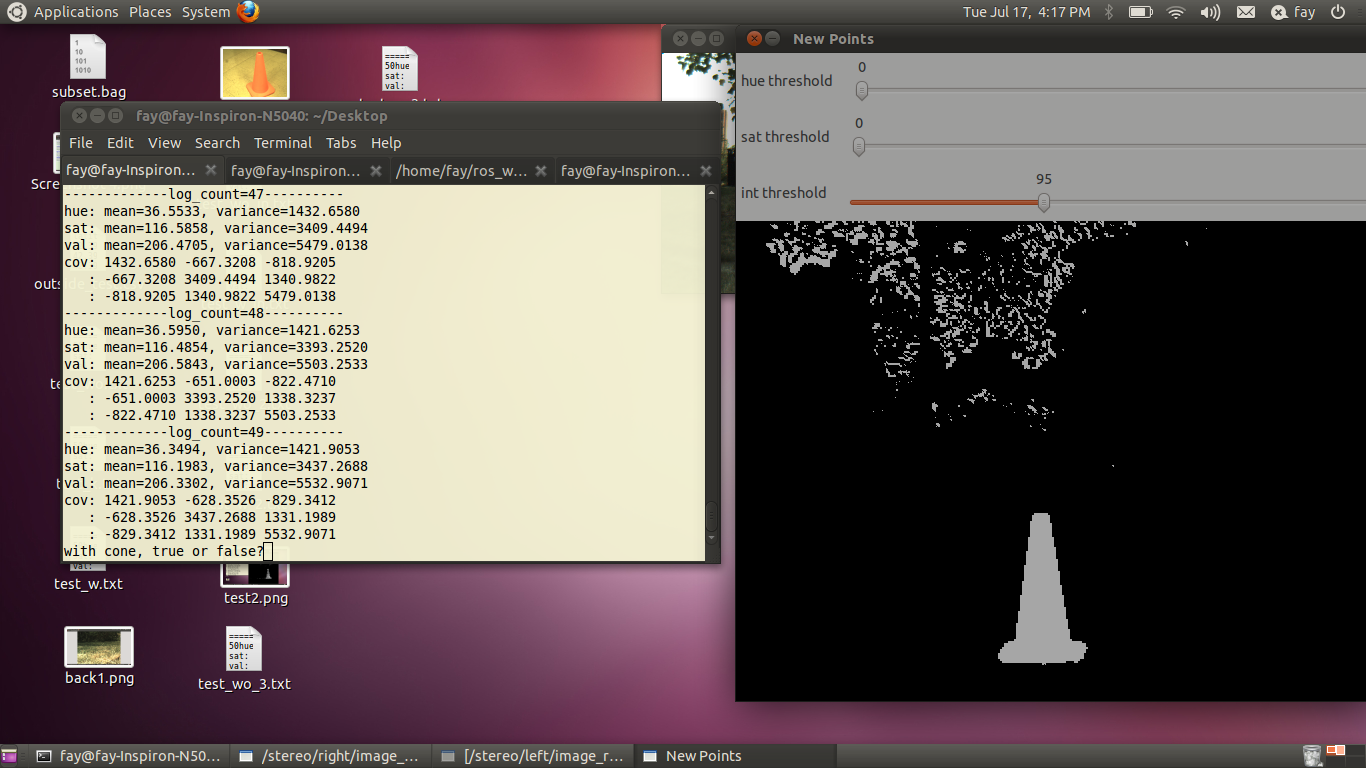 Applications Places System
Tue Jul 17, 4:17 PM
fay
subset.bag
1
10
101
1010
=====
50hue
sat:
val:
New Points
hue threshold
0
sat threshold
0
int threshold
95
fay@fay-Inspiron-N5040: ~/Desktop
File Edit View Search Terminal Tabs Help
fay@fay-Inspiron...
fay@fay-Inspiron...
/home/fay/ros_w...
fay@fay-Inspiron...
-------------log_count=47----------
hue: mean=36.5533, variance=1432.6580
sat: mean=116.5858, variance=3409.4494
val: mean=206.4705, variance=5479.0138
cov: 1432.6580 -667.3208 -818.9205
: -667.3208 3409.4494 1340.9822
: -818.9205 1340.9822 5479.0138
-------------log_count=48----------
hue: mean=36.5950, variance=1421.6253
sat: mean=116.4854, variance=3393.2520
val: mean=206.5843, variance=5503.2533
cov: 1421.6253 -651.0003 -822.4710
: -651.0003 3393.2520 1338.3237
: -822.4710 1338.3237 5503.2533
-------------log_count=49----------
hue: mean=36.3494, variance=1421.9053
sat: mean=116.1983, variance=3437.2688
val: mean=206.3302, variance=5532.9071
cov: 1421.9053 -628.3526 -829.3412
: -628.3526 3437.2688 1331.1989
: -829.3412 1331.1989 5532.9071
with cone, true or false?
val:
test_w.txt
test2.png
back1.png
=====
50hue
sat:
val:
test_wo_3.txt
fay@fay-Inspiron-N50...
/stereo/right/image_...
[/stereo/left/image_r...
New Points